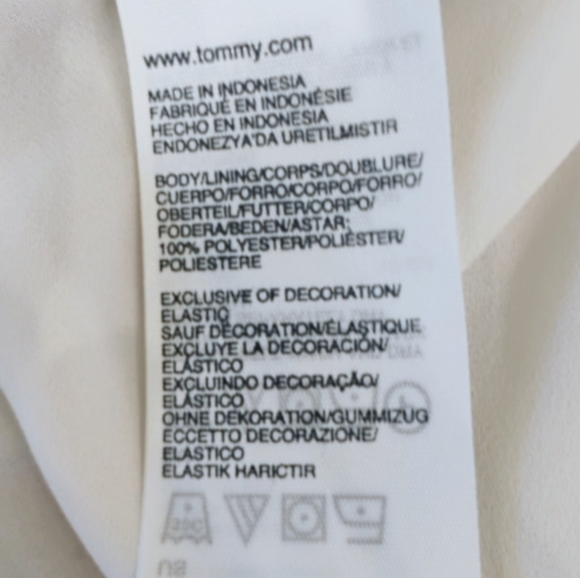 www.tommy.com
MADE IN INDONESIA
FABRIQUÉ EN INDONÉSIE
HECHO EN INDONESIA
ENDONEZYA'DA URETILMISTIR
BODY/LINING/CORPS/DOUBLURE/
CUERPO/FORRO/CORPO/FORRO/
OBERTEIL/FUTTER/CORPO/
FODERA/BEDEN/ASTAR:
100% POLYESTER/POLIÉSTER/
POLIESTERE
EXCLUSIVE OF DECORATION/
ELASTIC
SAUF DÉCORATION/ÉLASTIQUE
EXCLUYE LA DECORACIÓN/
ELÁSTICO
EXCLUINDO DECORAÇÃO/
ELÁSTICO
OHNE DEKORATION/GUMMIZUG
ECCETTO DECORAZIONE/
ELASTICO
ELASTIK HARICTIR